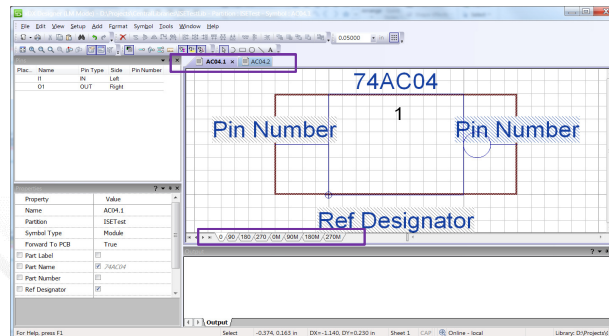 File Edit View Setup Add Format Symbol Tools Window Help
0.05000
AC04.1 × AC04.2
Plac... Name Pin Type Side Pin Number
I1 IN Left
O1 OUT Right
74AC04
1
Pin Number Pin Number
Ref Designator
Property Value
Name AC04.1
Partition ISETest
Symbol Type Module
Forward To PCB True
Part Label
Part Name 74AC04
Part Number
Ref Designator
0 90 180 270 0M 90M 180M 270M
Output
For Help, press F1 Select -0.374, 0.163 in DX=-1.140, DY=0.230 in Sheet 1 CAP Online - local Library: D:\Projects\